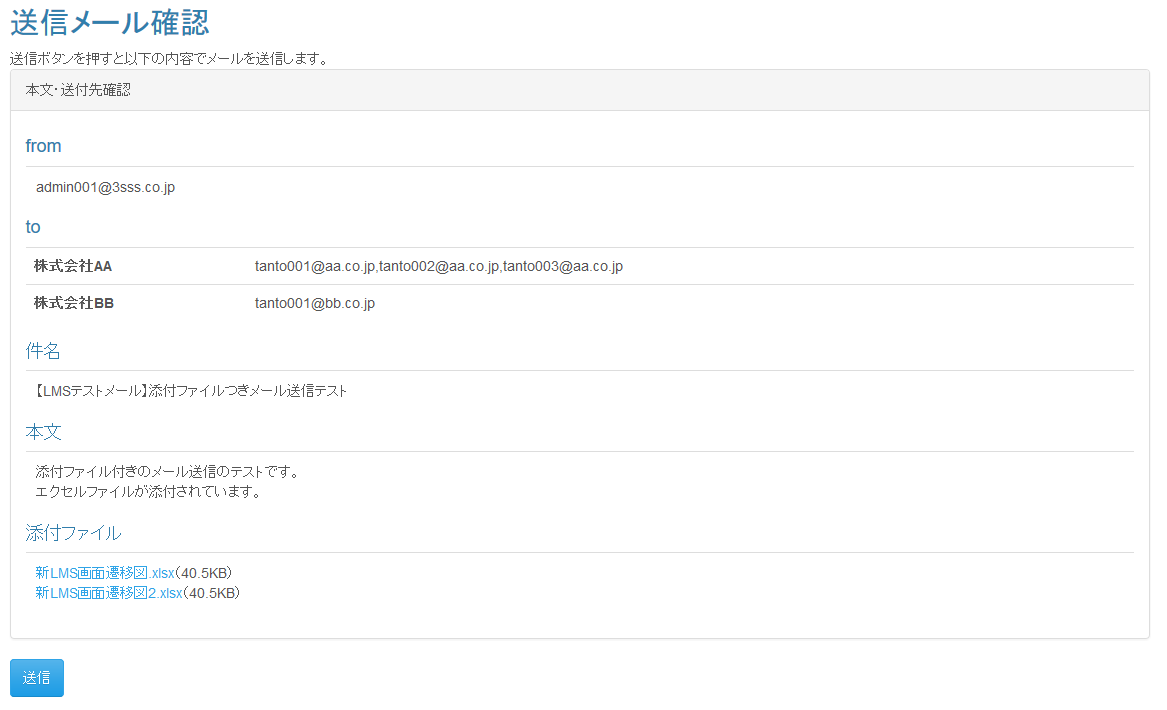 送信メール確認
送信ボタンを押すと以下の内容でメールを送信します。
本文・送付先確認
from
admin001@3sss.co.jp
to
株式会社AA tanto001@aa.co.jp,tanto002@aa.co.jp,tanto003@aa.co.jp
株式会社BB tanto001@bb.co.jp
件名
【LMSテストメール】添付ファイルつきメール送信テスト
本文
添付ファイル付きのメール送信のテストです。
エクセルファイルが添付されています。
添付ファイル
新LMS画面遷移図.xlsx(40.5KB)
新LMS画面遷移図2.xlsx(40.5KB)
送信